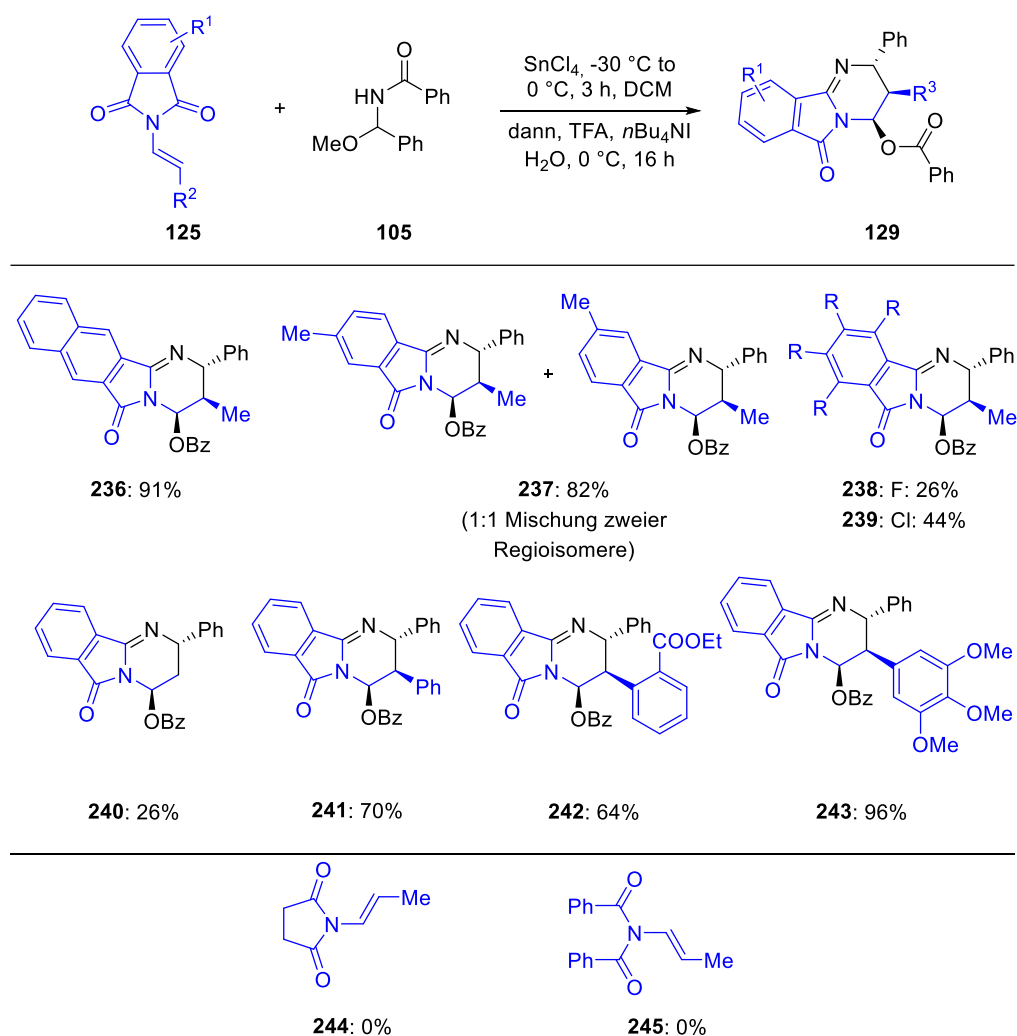 R¹
O
O
N
R²
125
+
O
HN
Ph
MeO
Ph
105
SnCl₄, -30 °C to
0 °C, 3 h, DCM
dann, TFA, nBu₄NI
H₂O, 0 °C, 16 h
R¹
N
Ph
R³
N
O
O
O
Ph
129
N
Ph
N
Me
O
OBz
236: 91%
Me
N
Ph
N
Me
O
OBz
+
Me
N
Ph
N
Me
O
OBz
237: 82%
(1:1 Mischung zweier
Regioisomere)
R
R
R
R
N
Ph
N
Me
O
OBz
238: F: 26%
239: Cl: 44%
N
Ph
N
O
OBz
240: 26%
N
Ph
N
Ph
O
OBz
241: 70%
N
Ph
COOEt
N
O
OBz
242: 64%
N
Ph
N
O
OBz
OMe
OMe
OMe
243: 96%
O
N
Me
O
244: 0%
O
Ph
N
Ph
Me
O
245: 0%